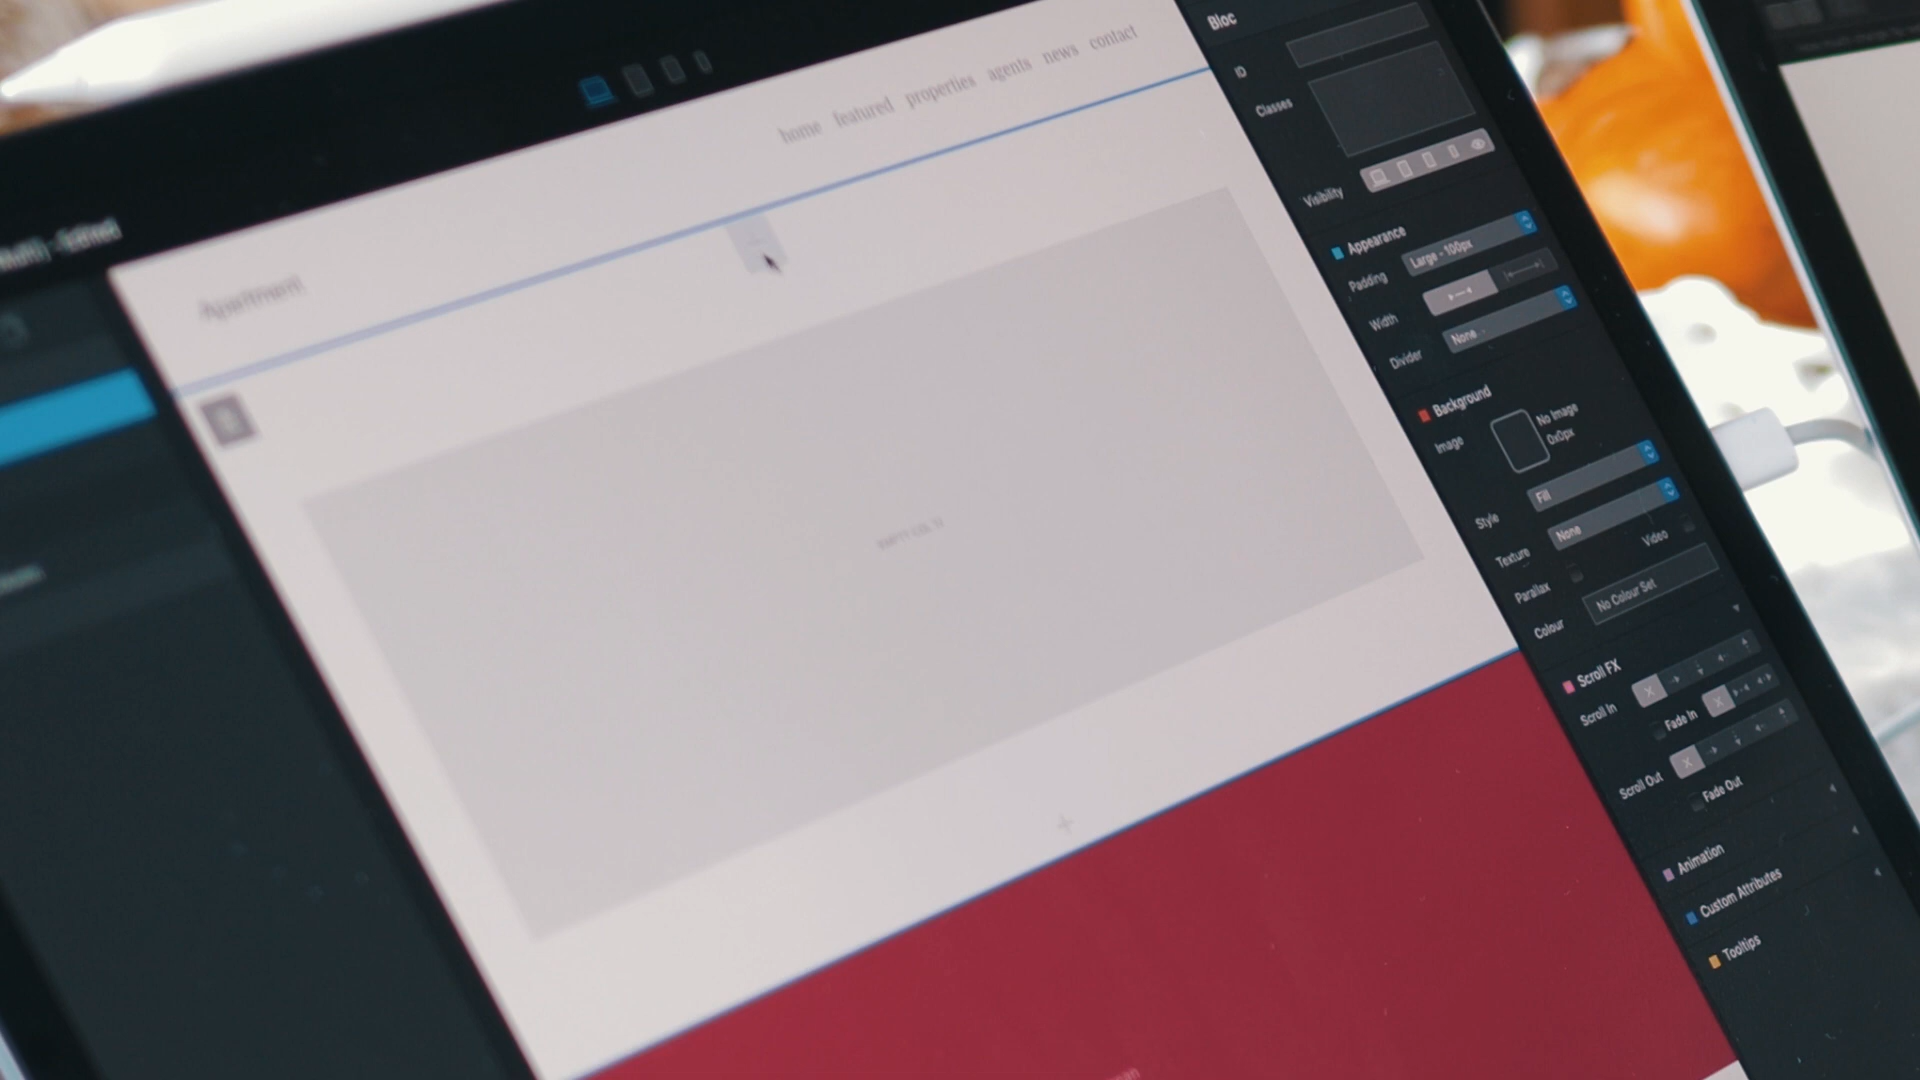 - Edited
home featured properties agents news contact
Apartment
Bloc
ID
Classes
Visibility
Appearance
Padding Large - 100px
Width
Divider None
Background
Image No Image
0x0px
Style Fill
Texture None
Parallax Video
Colour No Colour Set
Scroll FX
Scroll In
Fade In
Scroll Out
Fade Out
Animation
Custom Attributes
Tooltips